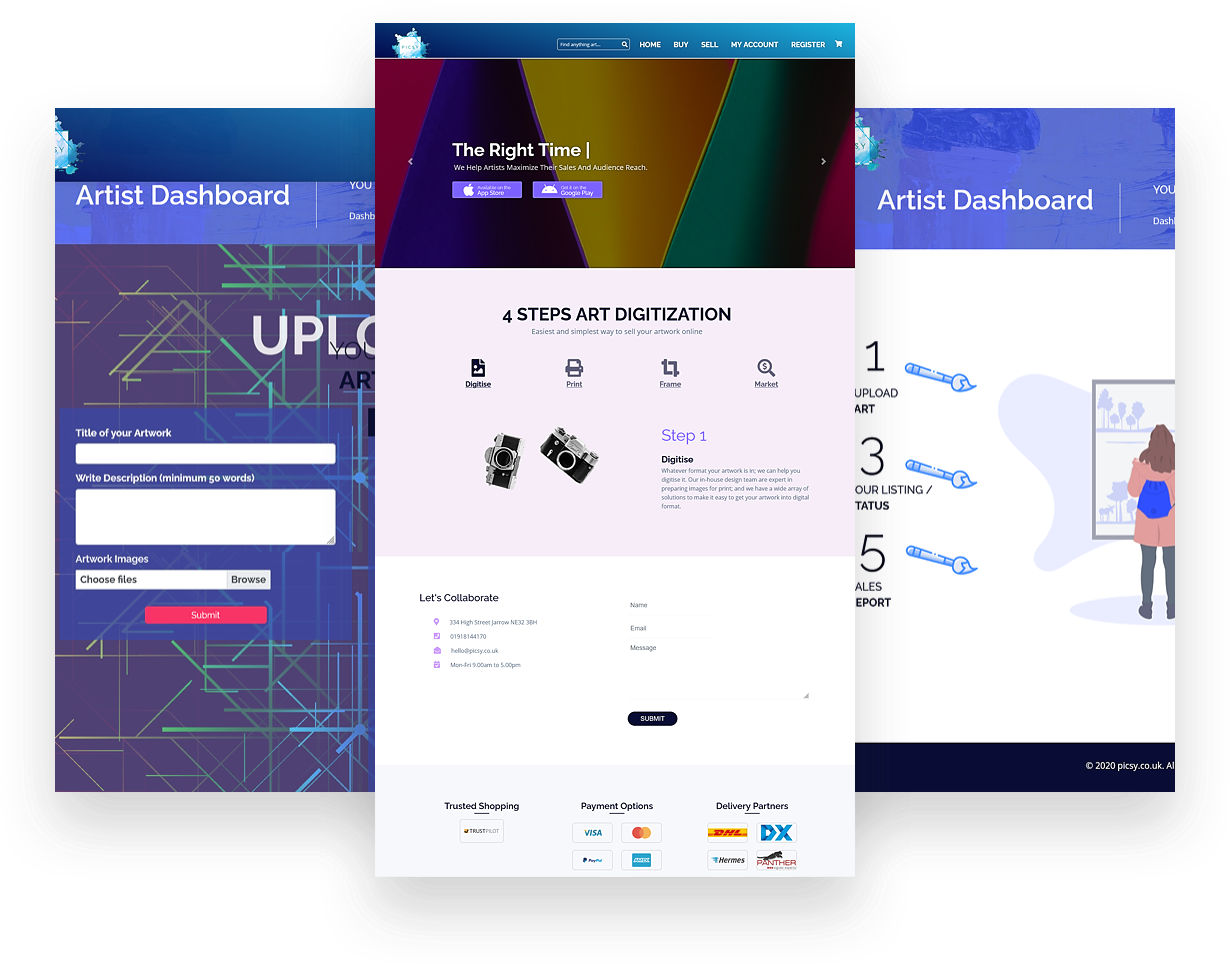 PICSY
Find anything art...
HOME
BUY
SELL
MY ACCOUNT
REGISTER
The Right Time |
We Help Artists Maximize Their Sales And Audience Reach.
Available on the
App Store
Get it on the
Google Play
4 STEPS ART DIGITIZATION
Easiest and simplest way to sell your artwork online
Digitise
Print
Frame
Market
Step 1
Digitise
Whatever format your artwork is in; we can help you
digitise it. Our in-house design team are expert in
preparing images for print; and we have a wide array of
solutions to make it easy to get your artwork into digital
format.
Let's Collaborate
334 High Street Jarrow NE32 3BH
01918144170
hello@picsy.co.uk
Mon-Fri 9.00am to 5.00pm
Name
Email
Message
SUBMIT
Trusted Shopping
TRUSTPILOT
Payment Options
VISA
PayPal
Delivery Partners
DHL
DX
Hermes
PANTHER
SY
Artist Dashboard
YOU
Dashb
UPLO
YOU
ART
Title of your Artwork
Write Description (minimum 50 words)
Artwork Images
Choose files
Browse
Submit
SY
Artist Dashboard
YOU
Dashl
1
UPLOAD
ART
3
OUR LISTING /
TATUS
5
ALES
EPORT
© 2020 picsy.co.uk. Al